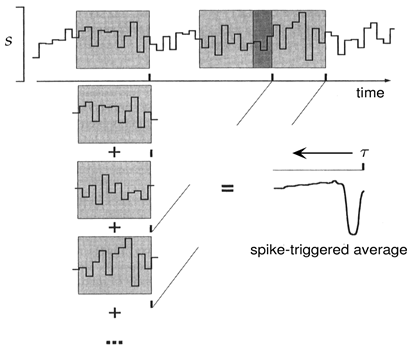 s
time
+
+
=
τ
spike-triggered average
+
...